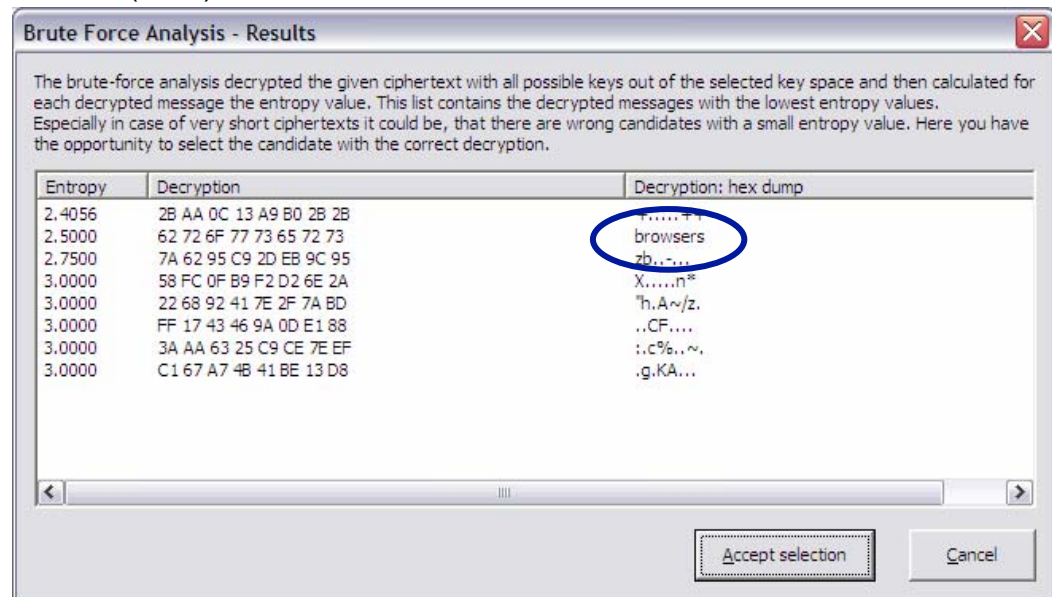 Brute Force Analysis - Results
The brute-force analysis decrypted the given ciphertext with all possible keys out of the selected key space and then calculated for
each decrypted message the entropy value. This list contains the decrypted messages with the lowest entropy values.
Especially in case of very short ciphertexts it could be, that there are wrong candidates with a small entropy value. Here you have
the opportunity to select the candidate with the correct decryption.
Entropy Decryption Decryption: hex dump
2.4056 2B AA 0C 13 A9 B0 2B 2B +.....++
2.5000 62 72 6F 77 73 65 72 73 browsers
2.7500 7A 62 95 C9 2D EB 9C 95 zb..-...
3.0000 58 FC 0F B9 F2 D2 6E 2A X.....n*
3.0000 22 68 92 41 7E 2F 7A BD "h.A~/z.
3.0000 FF 17 43 46 9A 0D E1 88 ..CF....
3.0000 3A AA 63 25 C9 CE 7E EF :.c%..~.
3.0000 C1 67 A7 4B 41 BE 13 D8 .g.KA...
Accept selection Cancel